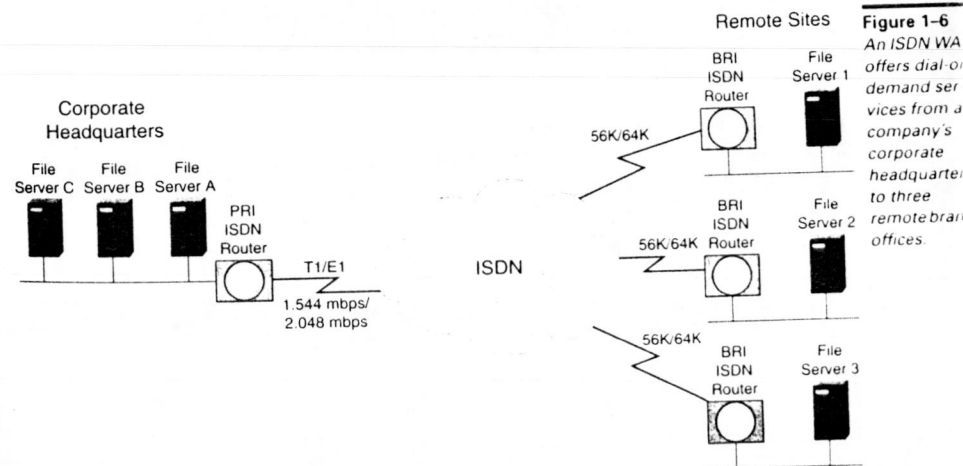 Remote Sites
Figure 1–6
An ISDN WA
offers dial-o
demand ser
vices from a
company's
corporate
headquarte
to three
remote bra
offices.
Corporate
Headquarters
File
Server C
File
Server B
File
Server A
PRI
ISDN
Router
T1/E1
1.544 mbps/
2.048 mbps
ISDN
56K/64K
BRI
ISDN
Router
File
Server 1
56K/64K
BRI
ISDN
Router
File
Server 2
56K/64K
BRI
ISDN
Router
File
Server 3